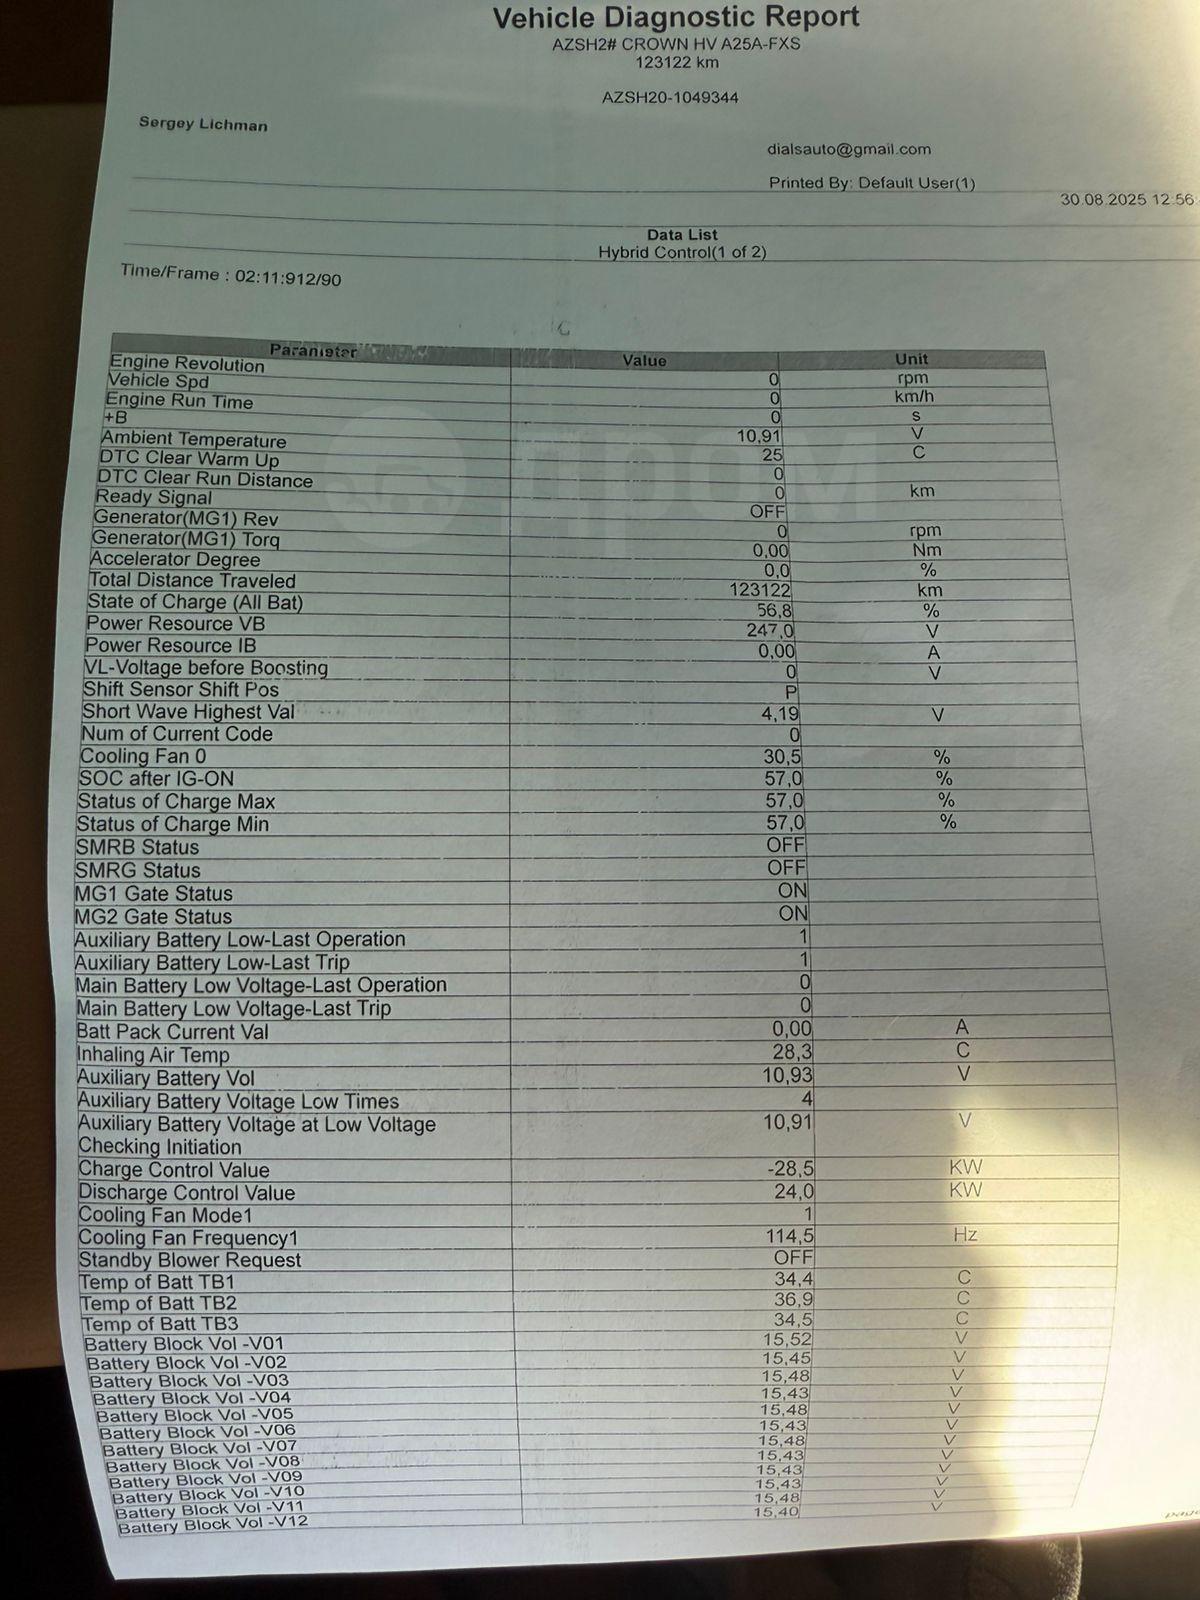 Vehicle Diagnostic Report
AZSH2# CROWN HV A25A-FXS
123122 km
AZSH20-1049344
Sergey Lichman
dialsauto@gmail.com
Printed By: Default User(1)
30.08.2025 12:56
Data List
Hybrid Control(1 of 2)
Time/Frame : 02:11:912/90
Parameter Value Unit
Engine Revolution 0 rpm
Vehicle Spd 0 km/h
Engine Run Time 0 s
+B 10,91 V
Ambient Temperature 25 C
DTC Clear Warm Up 0
DTC Clear Run Distance 0 km
Ready Signal OFF
Generator(MG1) Rev 0 rpm
Generator(MG1) Torq 0,00 Nm
Accelerator Degree 0,0 %
Total Distance Traveled 123122 km
State of Charge (All Bat) 56,8 %
Power Resource VB 247,0 V
Power Resource IB 0,00 A
VL-Voltage before Boosting 0 V
Shift Sensor Shift Pos P
Short Wave Highest Val 4,19 V
Num of Current Code 0
Cooling Fan 0 30,5 %
SOC after IG-ON 57,0 %
Status of Charge Max 57,0 %
Status of Charge Min 57,0 %
SMRB Status OFF
SMRG Status OFF
MG1 Gate Status ON
MG2 Gate Status ON
Auxiliary Battery Low-Last Operation 1
Auxiliary Battery Low-Last Trip 1
Main Battery Low Voltage-Last Operation 0
Main Battery Low Voltage-Last Trip 0
Batt Pack Current Val 0,00 A
Inhaling Air Temp 28,3 C
Auxiliary Battery Vol 10,93 V
Auxiliary Battery Voltage Low Times 4
Auxiliary Battery Voltage at Low Voltage 10,91 V
Checking Initiation
Charge Control Value -28,5 KW
Discharge Control Value 24,0 KW
Cooling Fan Mode1 1
Cooling Fan Frequency1 114,5 Hz
Standby Blower Request OFF
Temp of Batt TB1 34,4 C
Temp of Batt TB2 36,9 C
Temp of Batt TB3 34,5 C
Battery Block Vol -V01 15,52 V
Battery Block Vol -V02 15,45 V
Battery Block Vol -V03 15,48 V
Battery Block Vol -V04 15,43 V
Battery Block Vol -V05 15,48 V
Battery Block Vol -V06 15,43 V
Battery Block Vol -V07 15,48 V
Battery Block Vol -V08 15,43 V
Battery Block Vol -V09 15,43 V
Battery Block Vol -V10 15,43 V
Battery Block Vol -V11 15,48 V
Battery Block Vol -V12 15,40
Дром
page